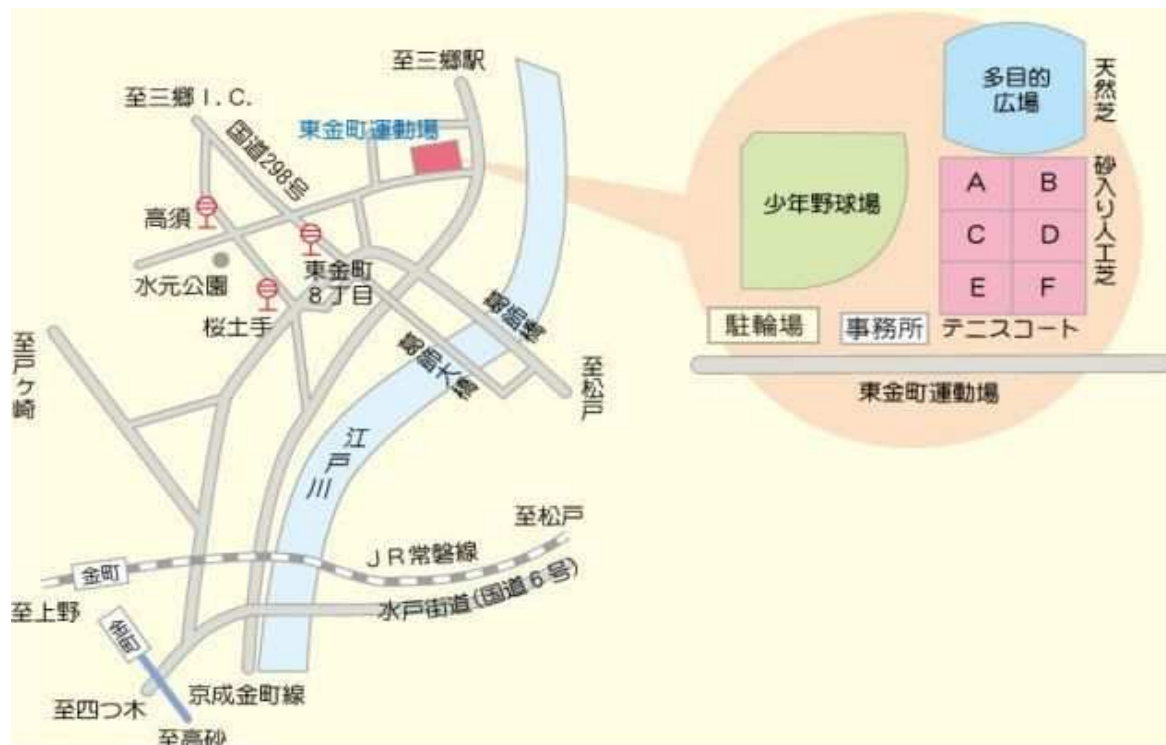 至三郷駅
至三郷I.C.
東金町運動場
国道298号
高須
水元公園
東金町
8丁目
桜土手
至戸ヶ崎
葛飾橋
葛飾大橋
至松戸
江戸川
至松戸
JR常磐線
金町
至上野
水戸街道(国道6号)
金町
京成金町線
至四つ木
至高砂
多目的
広場
天然芝
少年野球場
A B
C D
E F
砂入り人工芝
駐輪場
事務所
テニスコート
東金町運動場